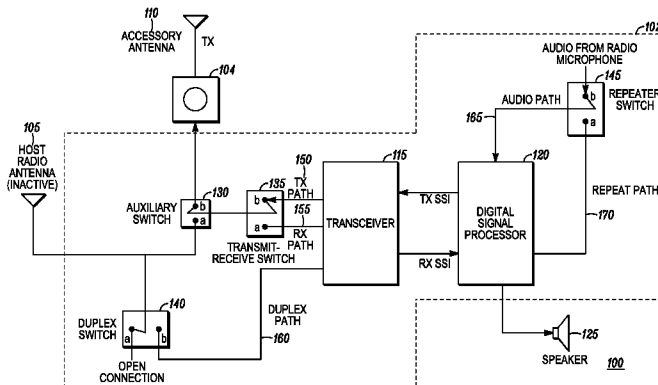 110
ACCESSORY
ANTENNA
TX
104
102
AUDIO FROM RADIO
MICROPHONE
145
b
a
REPEATER
SWITCH
AUDIO PATH
165
105
HOST
RADIO
ANTENNA
(INACTIVE)
130
b
a
AUXILIARY
SWITCH
135
b
a
TRANSMIT-
RECEIVE SWITCH
150
TX
PATH
155
RX
PATH
115
TRANSCEIVER
TX SSI
RX SSI
120
DIGITAL
SIGNAL
PROCESSOR
REPEAT PATH
170
140
DUPLEX
SWITCH
a
b
OPEN
CONNECTION
DUPLEX
PATH
160
125
SPEAKER
100